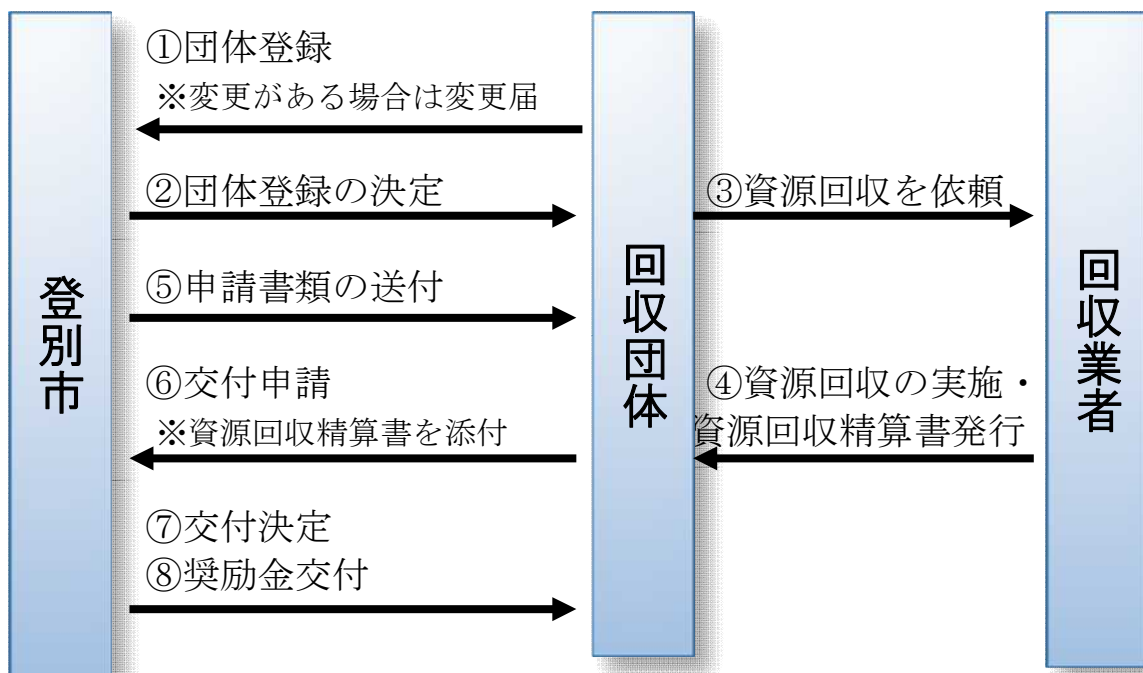 ①団体登録
※変更がある場合は変更届
②団体登録の決定
③資源回収を依頼
⑤申請書類の送付
⑥交付申請
※資源回収精算書を添付
④資源回収の実施・
資源回収精算書発行
⑦交付決定
⑧奨励金交付
登別市
回収団体
回収業者